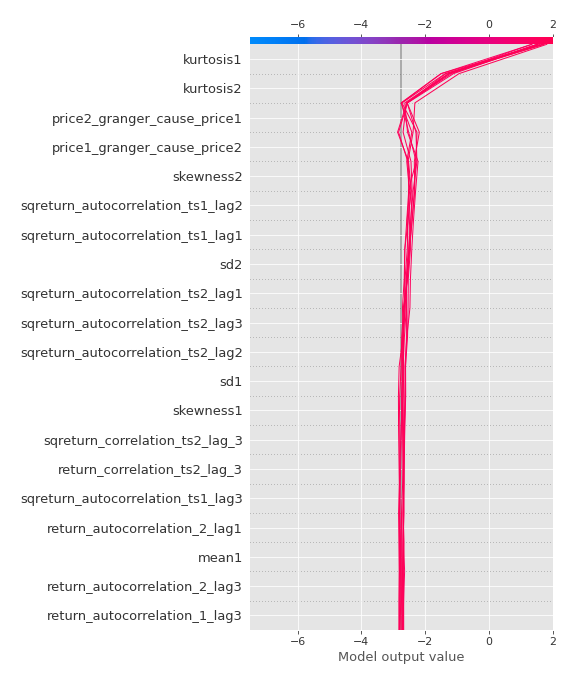 −6 −4 −2 0 2
kurtosis1
kurtosis2
price2_granger_cause_price1
price1_granger_cause_price2
skewness2
sqreturn_autocorrelation_ts1_lag2
sqreturn_autocorrelation_ts1_lag1
sd2
sqreturn_autocorrelation_ts2_lag1
sqreturn_autocorrelation_ts2_lag3
sqreturn_autocorrelation_ts2_lag2
sd1
skewness1
sqreturn_correlation_ts2_lag_3
return_correlation_ts2_lag_3
sqreturn_autocorrelation_ts1_lag3
return_autocorrelation_2_lag1
mean1
return_autocorrelation_2_lag3
return_autocorrelation_1_lag3
−6 −4 −2 0 2
Model output value